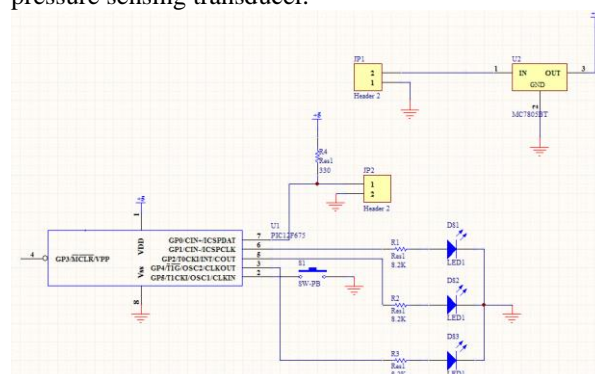 pressure sensing transducer.
JP1
2
1
Header 2
U2
1 IN OUT 3
GND
MC7805BT
+5
R4
Res1
330
JP2
1
2
Header 2
U1
PIC12F675
+5
1
VDD
GP0/CIN+/ICSPDAT 7
GP1/CIN-/ICSPCLK 6
GP2/T0CKI/INT/COUT 5
GP4/T1G/OSC2/CLKOUT 3
GP5/T1CKI/OSC1/CLKIN 2
4 GP3/MCLR/VPP
Vss
8
S1
SW-PB
R1
Res1
8.2K
DS1
LED1
R2
Res1
8.2K
DS2
LED1
R3
Res1
DS3
LED1